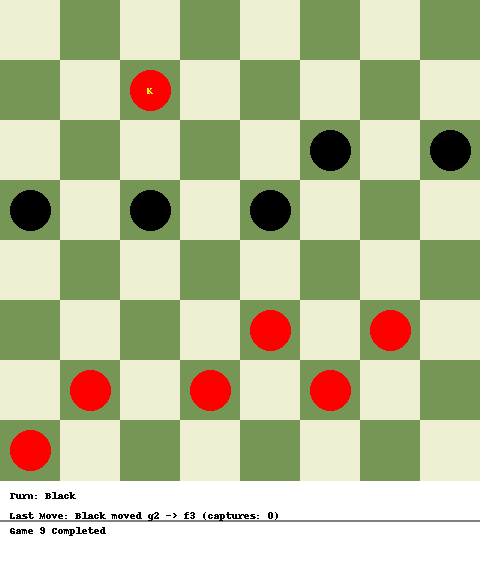 K
Turn: Black
Last Move: Black moved g2 -> f3 (captures: 0)
Game 9 Completed